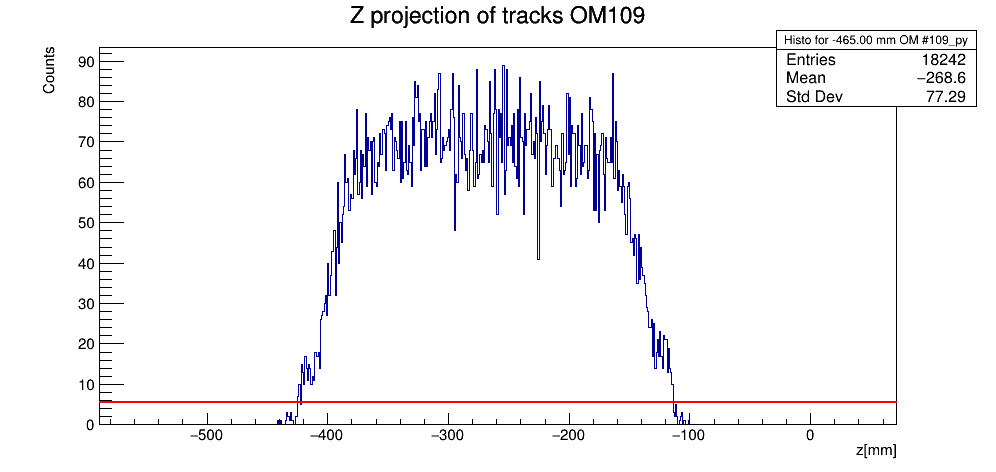 Z projection of tracks OM109
Histo for -465.00 mm OM #109_py
Entries 18242
Mean −268.6
Std Dev 77.29
Counts
90
80
70
60
50
40
30
20
10
0
−500 −400 −300 −200 −100 0
z[mm]